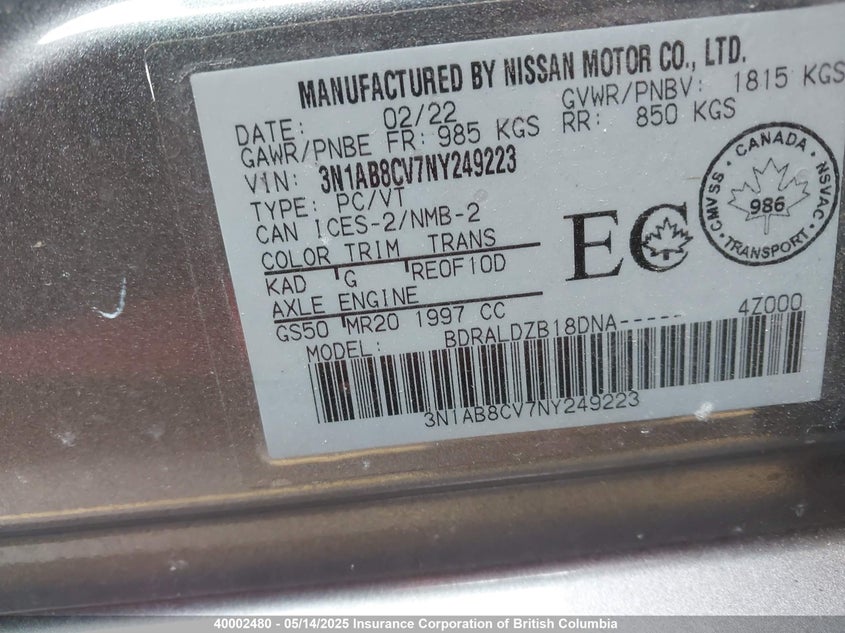 MANUFACTURED BY NISSAN MOTOR CO., LTD.
DATE: 02/22 GVWR/PNBV: 1815 KGS
GAWR/PNBE FR: 985 KGS RR: 850 KGS
VIN: 3N1AB8CV7NY249223
TYPE: PC/VT
CAN ICES-2/NMB-2
COLOR TRIM TRANS
KAD G RE0F10D
AXLE ENGINE
GS50 MR20 1997 CC
MODEL: BDRALDZB18DNA----- 4Z000
3N1AB8CV7NY249223
EC
CANADA
CMVSS
NSVAC
986
TRANSPORT
40002480 - 05/14/2025 Insurance Corporation of British Columbia